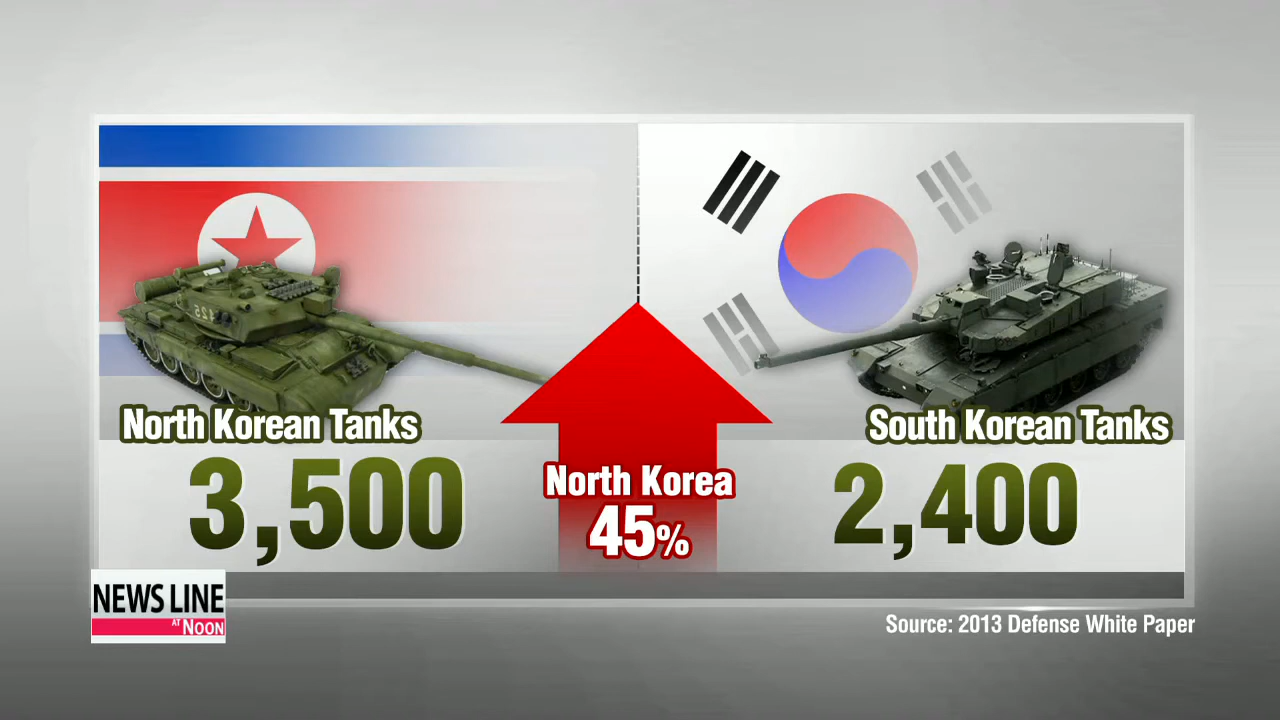 North Korean Tanks
3,500
South Korean Tanks
2,400
North Korea
45%
NEWS LINE
AT NOON
Source: 2013 Defense White Paper